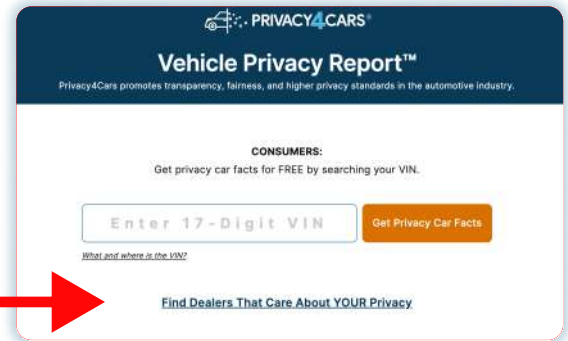 PRIVACY4CARS®
Vehicle Privacy Report™
Privacy4Cars promotes transparency, fairness, and higher privacy standards in the automotive industry.
CONSUMERS:
Get privacy car facts for FREE by searching your VIN.
Enter 17-Digit VIN
Get Privacy Car Facts
What and where is the VIN?
Find Dealers That Care About YOUR Privacy